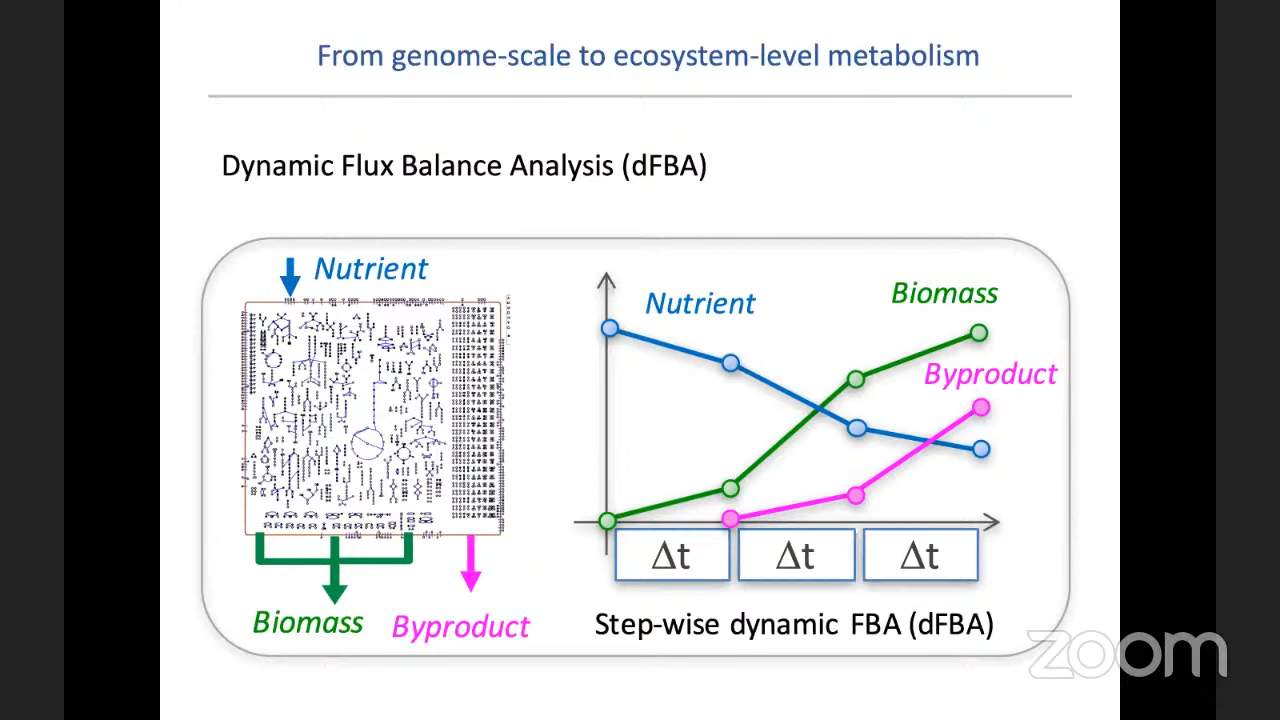 From genome-scale to ecosystem-level metabolism
Dynamic Flux Balance Analysis (dFBA)
Nutrient
Biomass
Byproduct
Nutrient
Biomass
Byproduct
Δt
Δt
Δt
Step-wise dynamic FBA (dFBA)
zoom